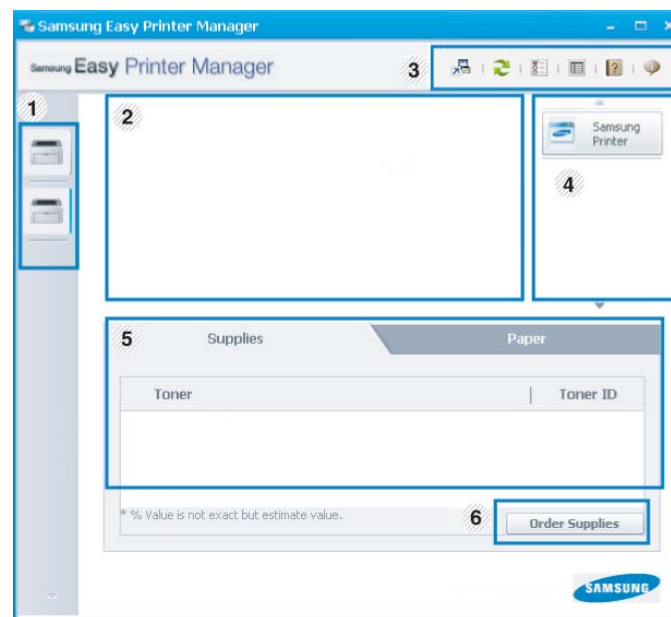 Samsung Easy Printer Manager
Samsung Easy Printer Manager
3
1
2
Samsung
Printer
4
5
Supplies
Paper
Toner
Toner ID
* % Value is not exact but estimate value.
6
Order Supplies
SAMSUNG